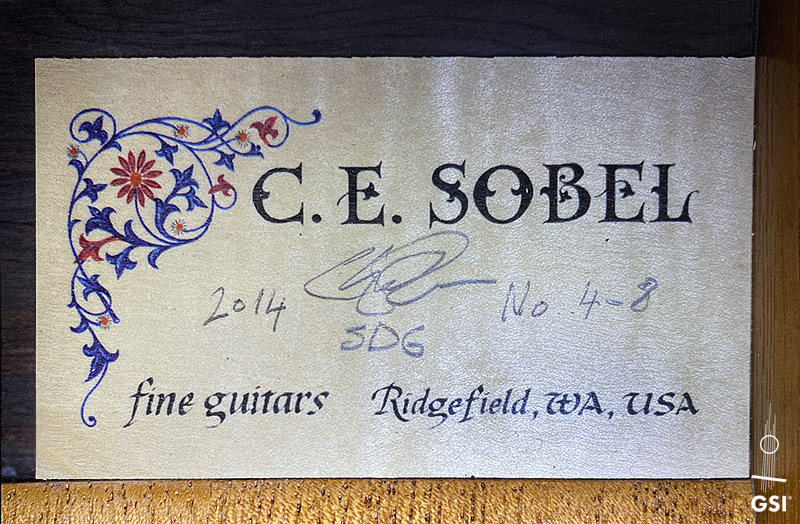 C. E. SOBEL
2014 No. 4-8
SDG
fine guitars Ridgefield, WA, USA
GSI